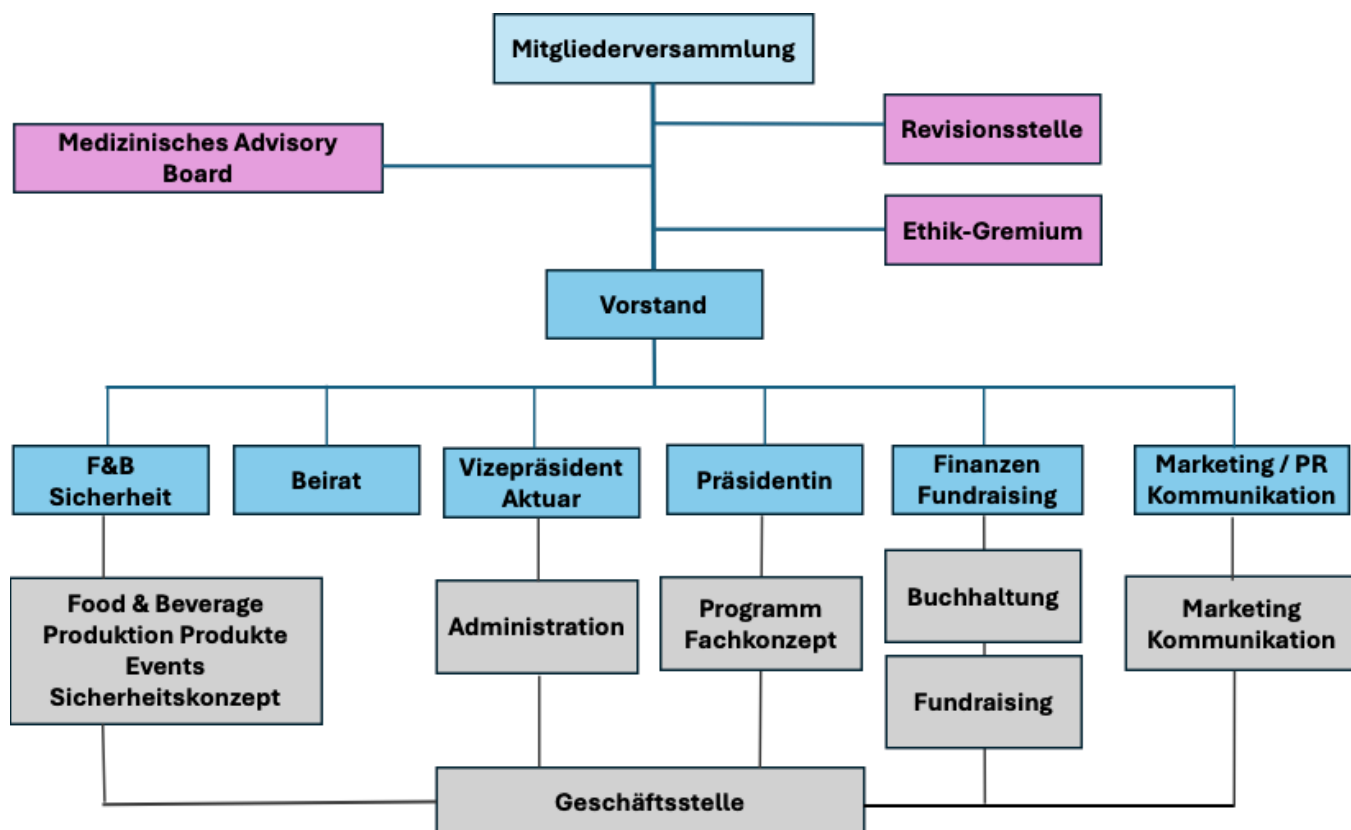 Mitgliederversammlung
Revisionsstelle
Medizinisches Advisory
Board
Ethik-Gremium
Vorstand
F&B
Sicherheit
Beirat
Vizepräsident
Aktuar
Präsidentin
Finanzen
Fundraising
Marketing / PR
Kommunikation
Food & Beverage
Produktion Produkte
Events
Sicherheitskonzept
Administration
Programm
Fachkonzept
Buchhaltung
Fundraising
Marketing
Kommunikation
Geschäftsstelle